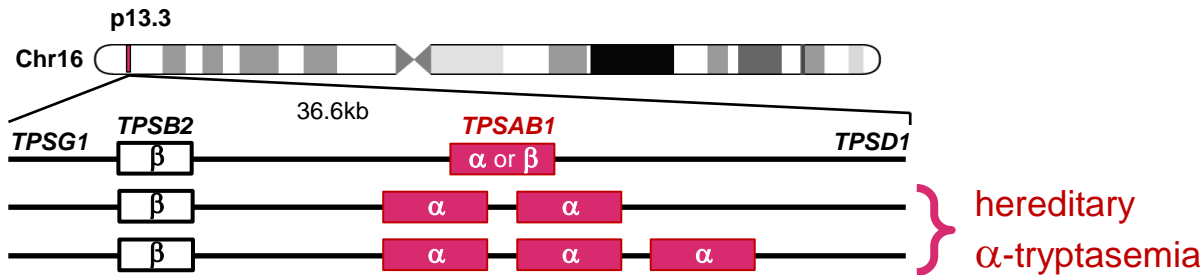 p13.3
Chr16
36.6kb
TPSG1 TPSB2 TPSAB1 TPSD1
β α or β
β α α
β α α α
hereditary
α-tryptasemia